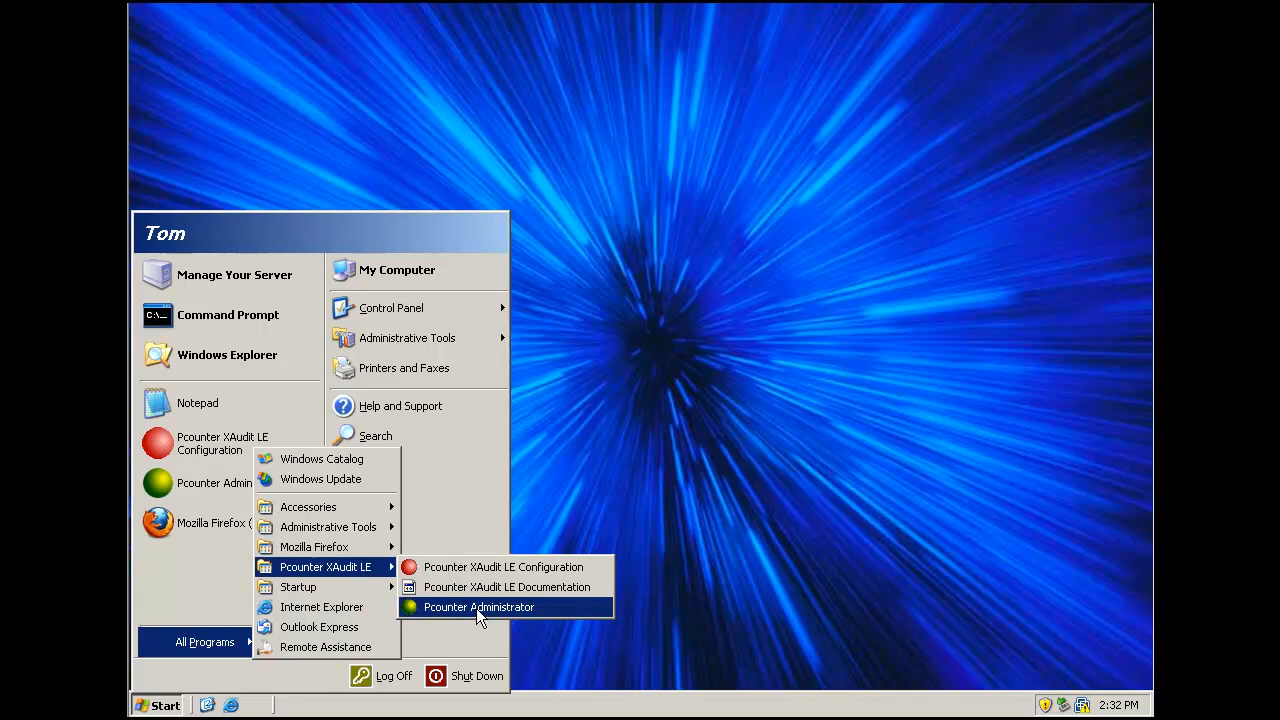 Tom
Manage Your Server
Command Prompt
Windows Explorer
Notepad
Pcounter XAudit LE
Configuration
Pcounter Admin
Mozilla Firefox (
All Programs
My Computer
Control Panel
Administrative Tools
Printers and Faxes
Help and Support
Search
Windows Catalog
Windows Update
Accessories
Administrative Tools
Mozilla Firefox
Pcounter XAudit LE
Startup
Internet Explorer
Outlook Express
Remote Assistance
Pcounter XAudit LE Configuration
Pcounter XAudit LE Documentation
Pcounter Administrator
Log Off
Shut Down
Start
2:32 PM